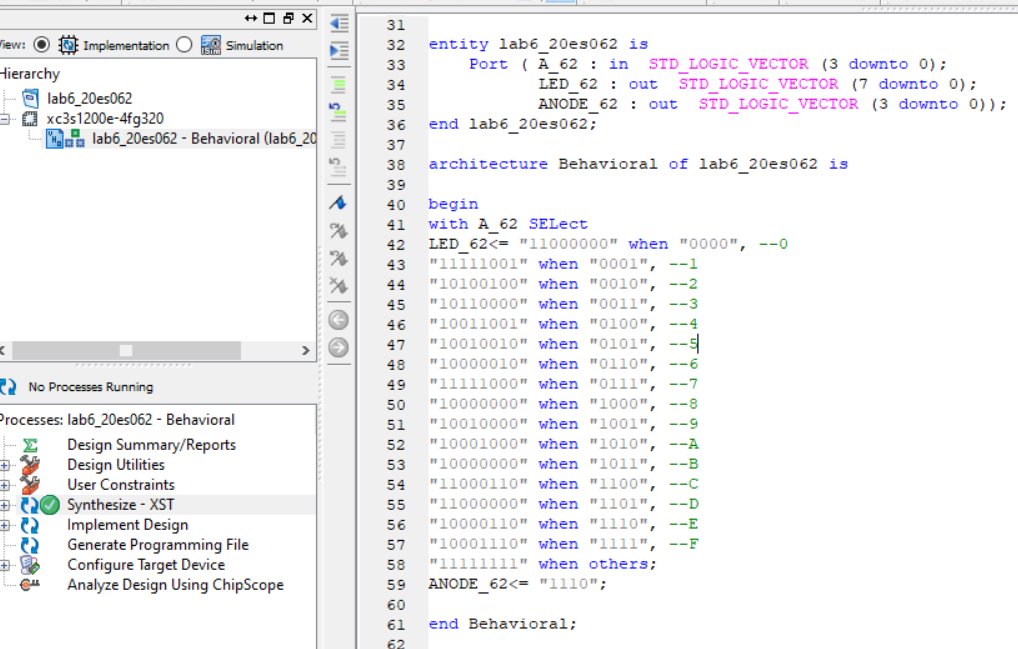 View: Implementation Simulation
Hierarchy
lab6_20es062
xc3s1200e-4fg320
lab6_20es062 - Behavioral (lab6_20
No Processes Running
Processes: lab6_20es062 - Behavioral
Design Summary/Reports
Design Utilities
User Constraints
Synthesize - XST
Implement Design
Generate Programming File
Configure Target Device
Analyze Design Using ChipScope
31
32 entity lab6_20es062 is
33 Port ( A_62 : in STD_LOGIC_VECTOR (3 downto 0);
34 LED_62 : out STD_LOGIC_VECTOR (7 downto 0);
35 ANODE_62 : out STD_LOGIC_VECTOR (3 downto 0));
36 end lab6_20es062;
37
38 architecture Behavioral of lab6_20es062 is
39
40 begin
41 with A_62 SELect
42 LED_62<= "11000000" when "0000", --0
43 "11111001" when "0001", --1
44 "10100100" when "0010", --2
45 "10110000" when "0011", --3
46 "10011001" when "0100", --4
47 "10010010" when "0101", --5
48 "10000010" when "0110", --6
49 "11111000" when "0111", --7
50 "10000000" when "1000", --8
51 "10010000" when "1001", --9
52 "10001000" when "1010", --A
53 "10000000" when "1011", --B
54 "11000110" when "1100", --C
55 "11000000" when "1101", --D
56 "10000110" when "1110", --E
57 "10001110" when "1111", --F
58 "11111111" when others;
59 ANODE_62<= "1110";
60
61 end Behavioral;
62